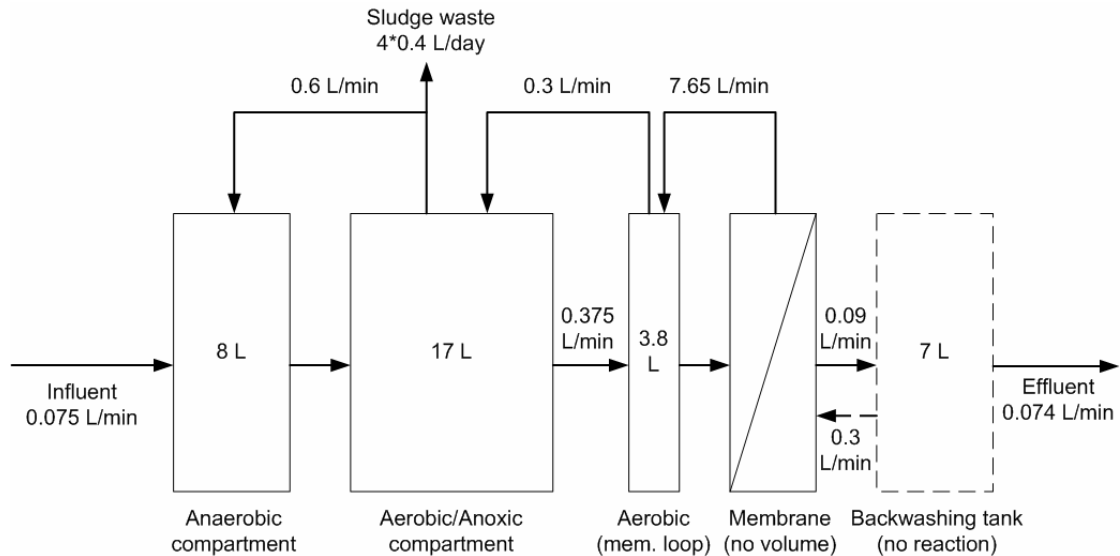 Sludge waste
4*0.4 L/day
0.6 L/min
0.3 L/min
7.65 L/min
Influent
0.075 L/min
8 L
17 L
0.375
L/min
3.8
L
0.09
L/min
0.3
L/min
7 L
Effluent
0.074 L/min
Anaerobic
compartment
Aerobic/Anoxic
compartment
Aerobic
(mem. loop)
Membrane
(no volume)
Backwashing tank
(no reaction)